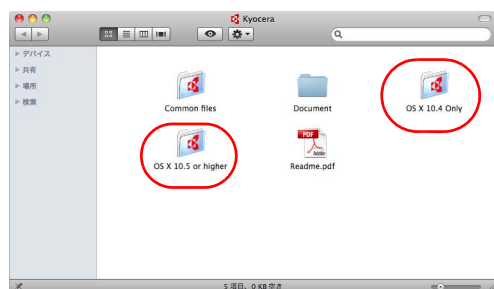 Kyocera
デバイス
共有
場所
検索
Common files
Document
OS X 10.4 Only
OS X 10.5 or higher
PDF
Adobe
Readme.pdf
5 項目、0 KB 空き